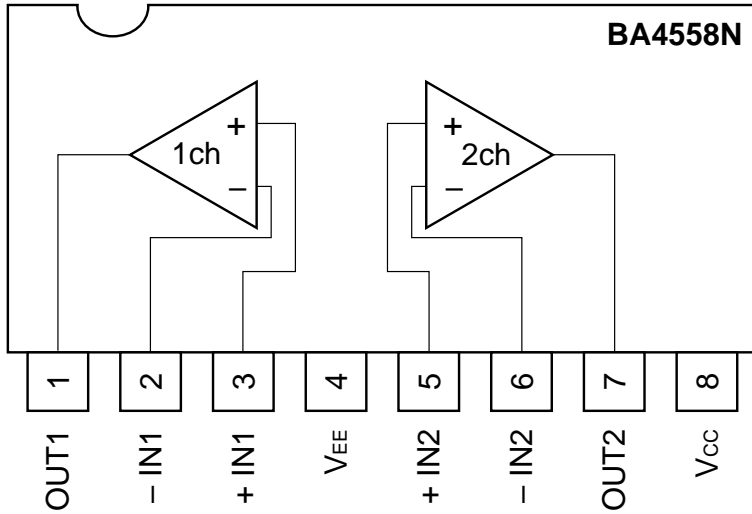 BA4558N
+
1ch
–
+
2ch
–
1
2
3
4
5
6
7
8
OUT1
– IN1
+ IN1
VEE
+ IN2
– IN2
OUT2
VCC